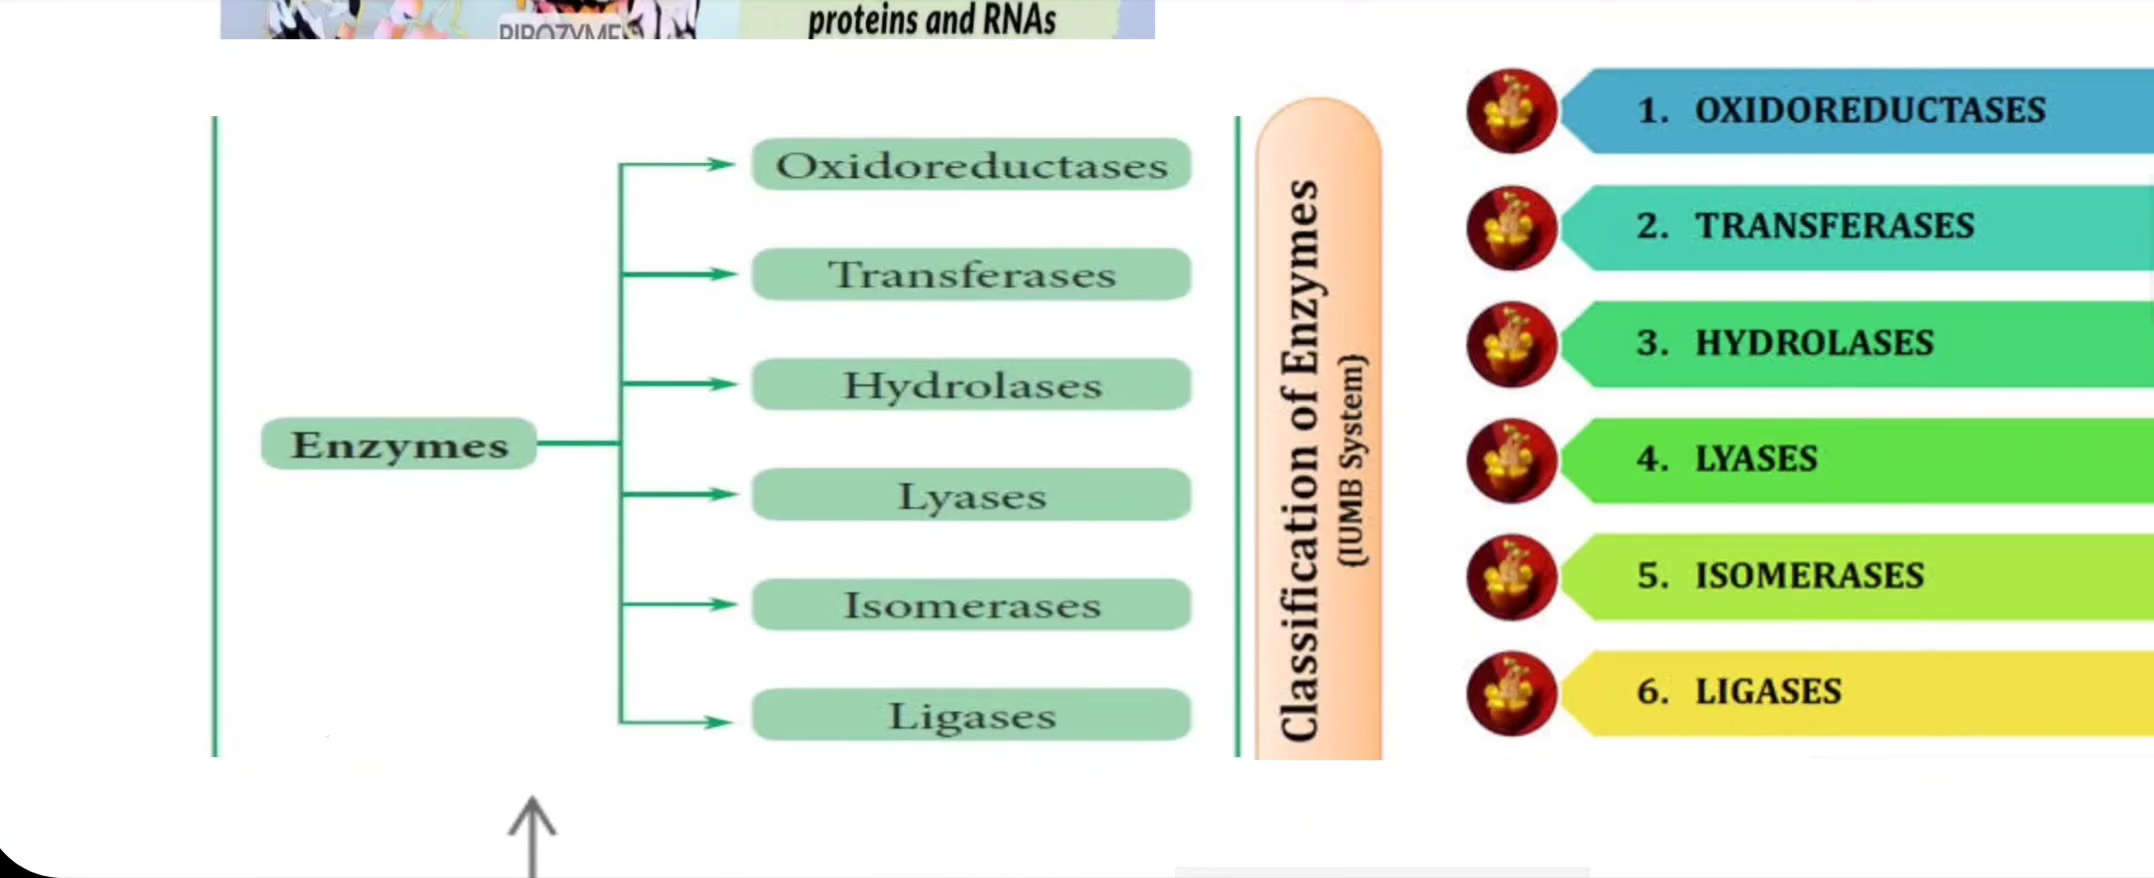 proteins and RNAs
Enzymes
Oxidoreductases
Transferases
Hydrolases
Lyases
Isomerases
Ligases
Classification of Enzymes
(IUMB System)
1. OXIDOREDUCTASES
2. TRANSFERASES
3. HYDROLASES
4. LYASES
5. ISOMERASES
6. LIGASES